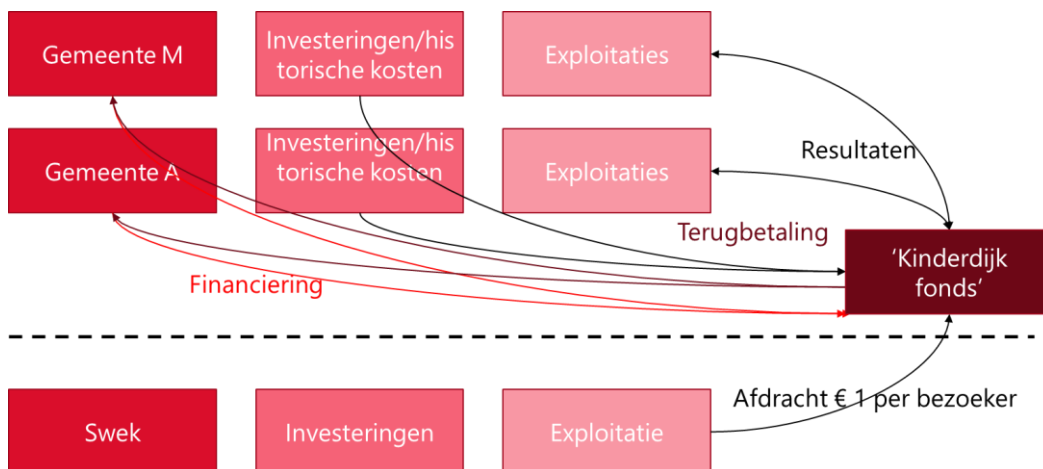 Gemeente M
Investeringen/his
torische kosten
Exploitaties
Gemeente A
Investeringen/his
torische kosten
Exploitaties
Resultaten
Terugbetaling
'Kinderdijk
fonds'
Financiering
Swek
Investeringen
Exploitatie
Afdracht € 1 per bezoeker